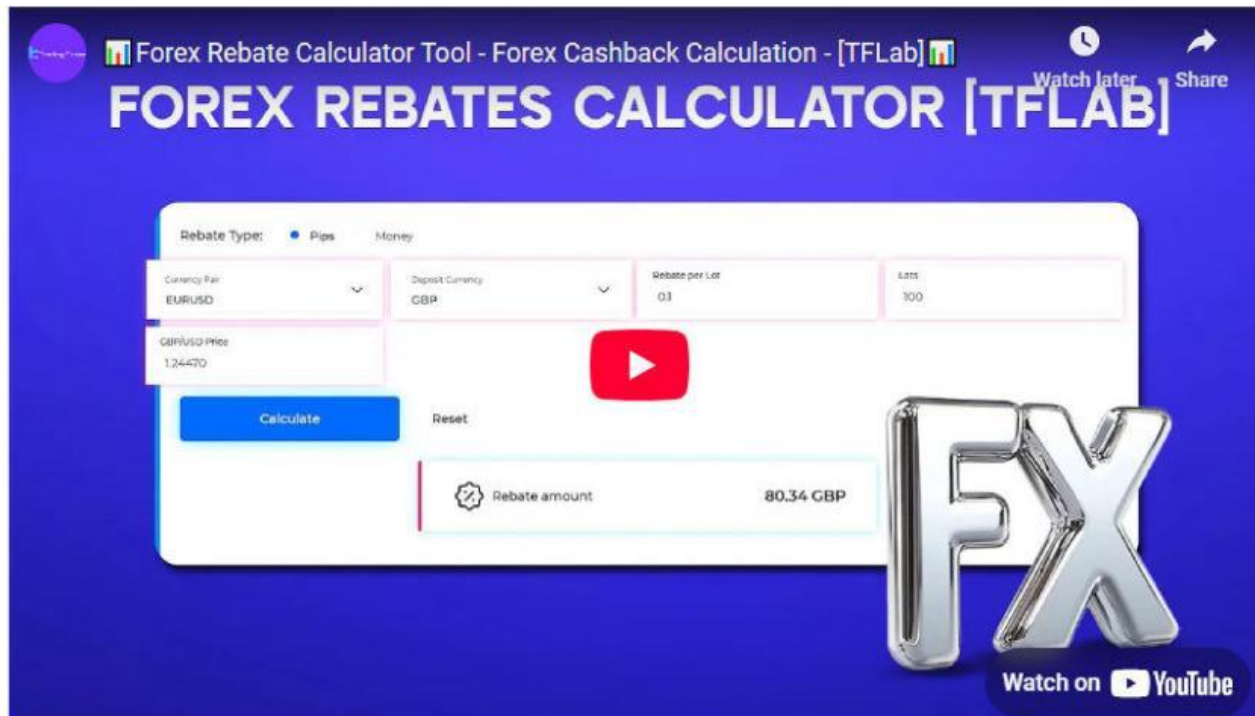 📊Forex Rebate Calculator Tool - Forex Cashback Calculation - [TFLab]📊
Watch later
Share
FOREX REBATES CALCULATOR [TFLAB]
Rebate Type: Pips Money
Currency Pair
EURUSD
Deposit Currency
GBP
Rebate per Lot
0.1
Lots
100
GBP/USD Price
1.24470
Calculate
Reset
Rebate amount 80.34 GBP
FX
Watch on YouTube